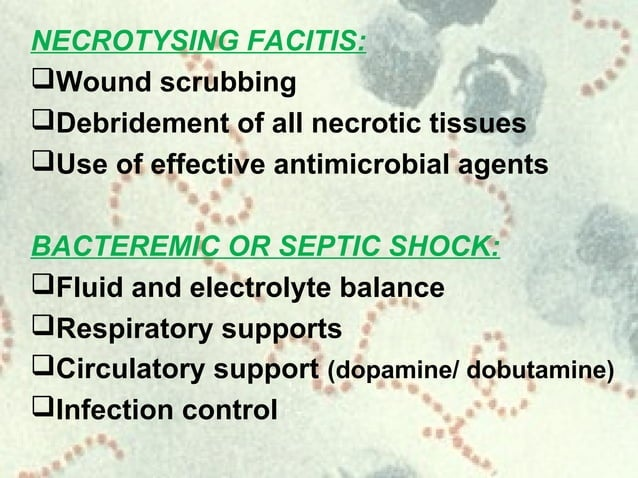 NECROTYSING FACITIS:
❑Wound scrubbing
❑Debridement of all necrotic tissues
❑Use of effective antimicrobial agents
BACTEREMIC OR SEPTIC SHOCK:
❑Fluid and electrolyte balance
❑Respiratory supports
❑Circulatory support (dopamine/ dobutamine)
❑Infection control